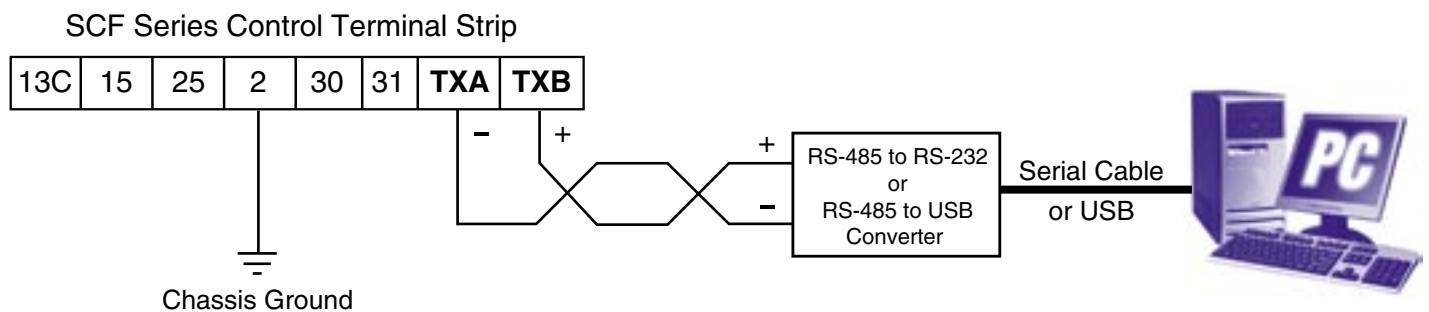 SCF Series Control Terminal Strip
13C 15 25 2 30 31 TXA TXB
- +
+
-
RS-485 to RS-232
or
RS-485 to USB
Converter
Serial Cable
or USB
PC
Chassis Ground